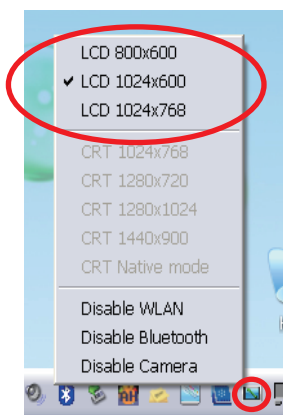 LCD 800x600
✔ LCD 1024x600
LCD 1024x768
CRT 1024x768
CRT 1280x720
CRT 1280x1024
CRT 1440x900
CRT Native mode
Disable WLAN
Disable Bluetooth
Disable Camera